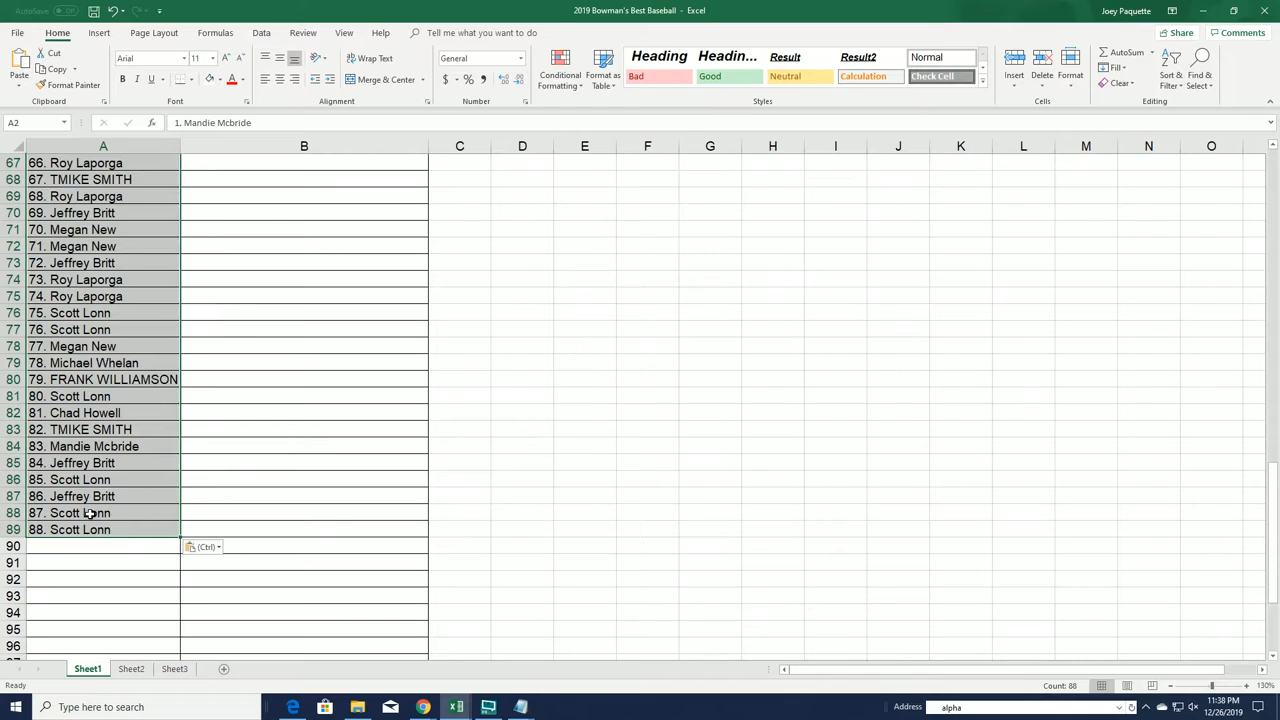 AutoSave Off
2019 Bowman's Best Baseball - Excel
Joey Paquette
File Home Insert Page Layout Formulas Data Review View Help Tell me what you want to do
Share Comments
Paste
Cut
Copy
Format Painter
Clipboard
Arial 11
B I U
Font
Wrap Text
Merge & Center
Alignment
General
$ % ,
Number
Conditional Formatting
Format as Table
Heading Headin... Result Result2 Normal
Bad Good Neutral Calculation Check Cell
Styles
Insert Delete Format
Cells
AutoSum
Fill
Clear
Sort & Filter
Find & Select
Editing
A2 fx 1. Mandie Mcbride
A B C D E F G H I J K L M N O
67 66. Roy Laporga
68 67. TMIKE SMITH
69 68. Roy Laporga
70 69. Jeffrey Britt
71 70. Megan New
72 71. Megan New
73 72. Jeffrey Britt
74 73. Roy Laporga
75 74. Roy Laporga
76 75. Scott Lonn
77 76. Scott Lonn
78 77. Megan New
79 78. Michael Whelan
80 79. FRANK WILLIAMSON
81 80. Scott Lonn
82 81. Chad Howell
83 82. TMIKE SMITH
84 83. Mandie Mcbride
85 84. Jeffrey Britt
86 85. Scott Lonn
87 86. Jeffrey Britt
88 87. Scott Lonn
89 88. Scott Lonn
90 (Ctrl)
91
92
93
94
95
96
Sheet1 Sheet2 Sheet3
Ready
Count: 88
130%
Type here to search
Address alpha
11:38 PM
12/26/2019